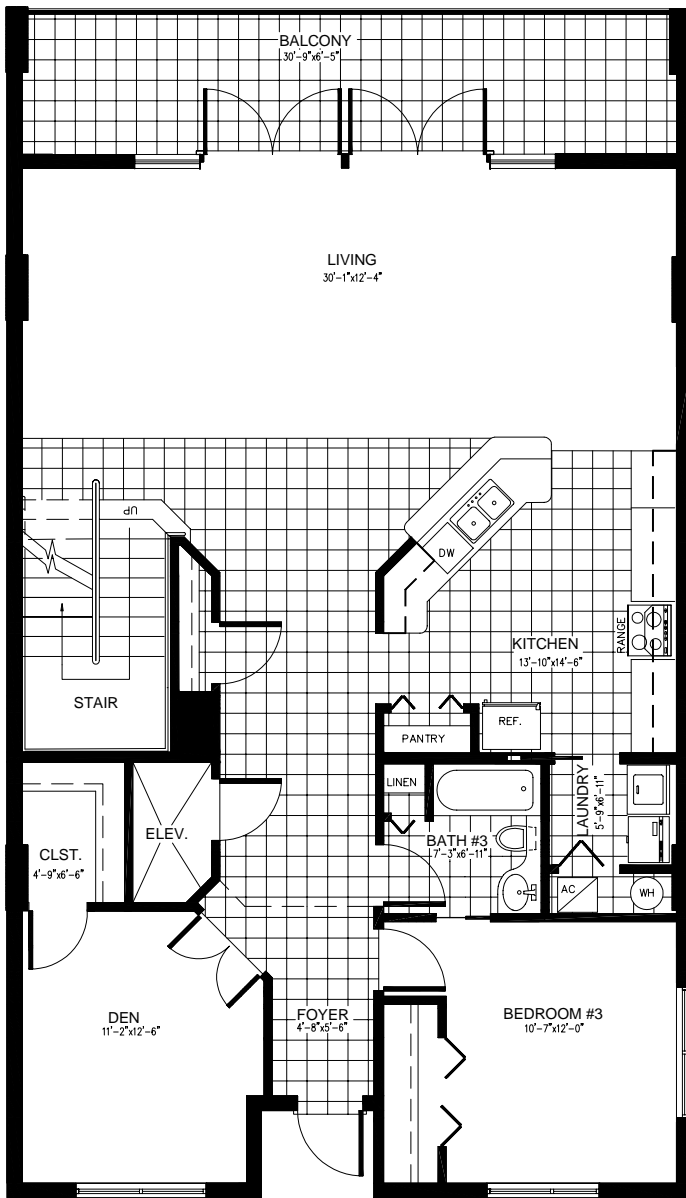 BALCONY
30'-9"x6'-5"
LIVING
30'-1"x12'-4"
UP
DW
RANGE
KITCHEN
13'-10"x14'-6"
STAIR
REF.
PANTRY
LINEN
LAUNDRY
5'-9"x6'-11"
ELEV.
BATH #3
7'-3"x6'-11"
CLST.
4'-9"x6'-6"
AC
WH
DEN
11'-2"x12'-6"
FOYER
4'-8"x5'-6"
BEDROOM #3
10'-7"x12'-0"